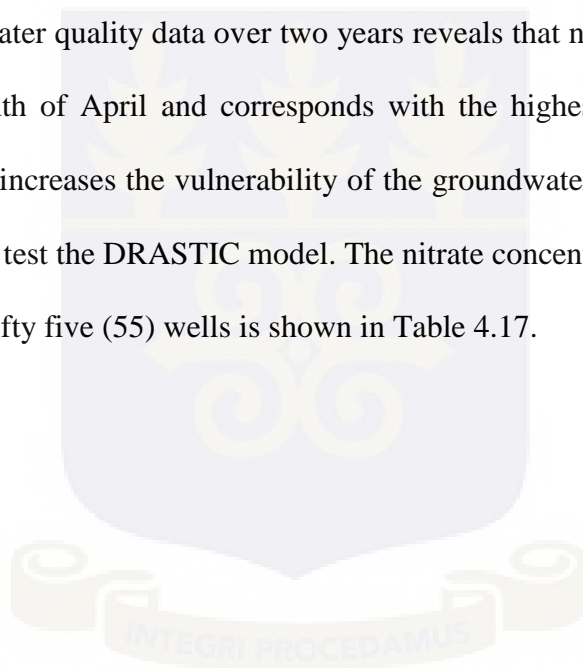 ater quality data over two years reveals that n
th of April and corresponds with the highes
increases the vulnerability of the groundwate
test the DRASTIC model. The nitrate concen
fty five (55) wells is shown in Table 4.17.
INTEGRI PROCEDAMUS